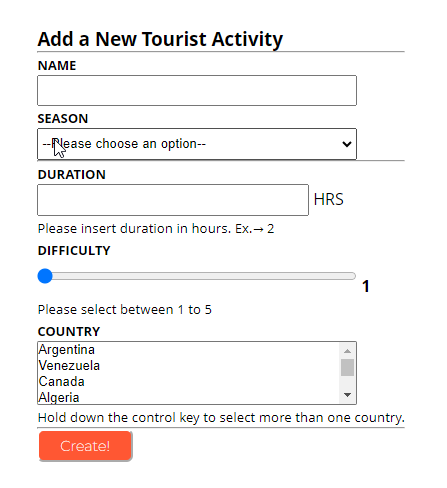 Add a New Tourist Activity
NAME
SEASON
--Please choose an option--
DURATION
HRS
Please insert duration in hours. Ex.→ 2
DIFFICULTY
1
Please select between 1 to 5
COUNTRY
Argentina
Venezuela
Canada
Algeria
Hold down the control key to select more than one country.
Create!